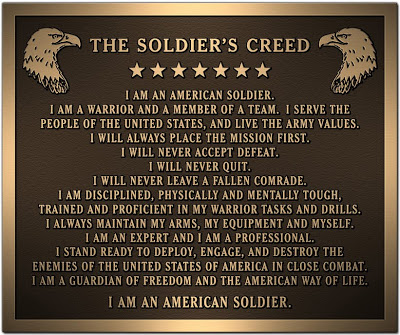 THE SOLDIER'S CREED
I AM AN AMERICAN SOLDIER.
I AM A WARRIOR AND A MEMBER OF A TEAM. I SERVE THE
PEOPLE OF THE UNITED STATES, AND LIVE THE ARMY VALUES.
I WILL ALWAYS PLACE THE MISSION FIRST.
I WILL NEVER ACCEPT DEFEAT.
I WILL NEVER QUIT.
I WILL NEVER LEAVE A FALLEN COMRADE.
I AM DISCIPLINED, PHYSICALLY AND MENTALLY TOUGH,
TRAINED AND PROFICIENT IN MY WARRIOR TASKS AND DRILLS.
I ALWAYS MAINTAIN MY ARMS, MY EQUIPMENT AND MYSELF.
I AM AN EXPERT AND I AM A PROFESSIONAL.
I STAND READY TO DEPLOY, ENGAGE, AND DESTROY THE
ENEMIES OF THE UNITED STATES OF AMERICA IN CLOSE COMBAT.
I AM A GUARDIAN OF FREEDOM AND THE AMERICAN WAY OF LIFE.
I AM AN AMERICAN SOLDIER.